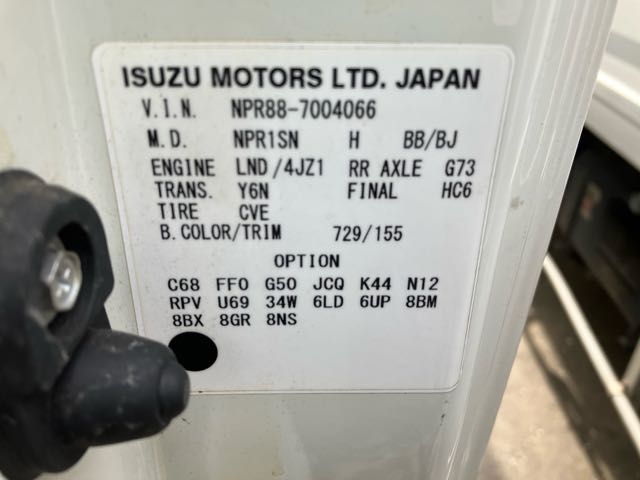 ISUZU MOTORS LTD. JAPAN
V.I.N. NPR88-7004066
M.D. NPR1SN H BB/BJ
ENGINE LND/4JZ1 RR AXLE G73
TRANS. Y6N FINAL HC6
TIRE CVE
B.COLOR/TRIM 729/155
OPTION
C68 FF0 G50 JCQ K44 N12
RPV U69 34W 6LD 6UP 8BM
8BX 8GR 8NS